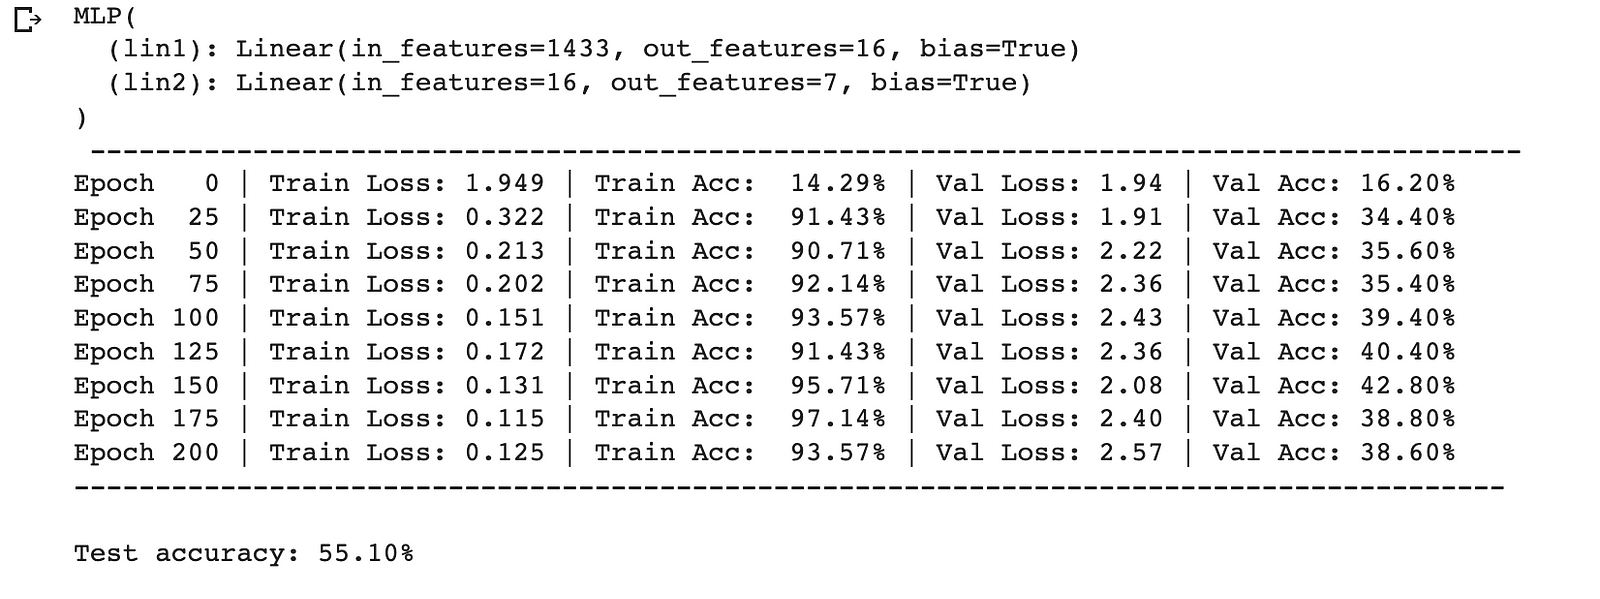 MLP(
  (lin1): Linear(in_features=1433, out_features=16, bias=True)
  (lin2): Linear(in_features=16, out_features=7, bias=True)
)
----------------------------------------------------------------------------------------
Epoch   0 | Train Loss: 1.949 | Train Acc:  14.29% | Val Loss: 1.94 | Val Acc: 16.20%
Epoch  25 | Train Loss: 0.322 | Train Acc:  91.43% | Val Loss: 1.91 | Val Acc: 34.40%
Epoch  50 | Train Loss: 0.213 | Train Acc:  90.71% | Val Loss: 2.22 | Val Acc: 35.60%
Epoch  75 | Train Loss: 0.202 | Train Acc:  92.14% | Val Loss: 2.36 | Val Acc: 35.40%
Epoch 100 | Train Loss: 0.151 | Train Acc:  93.57% | Val Loss: 2.43 | Val Acc: 39.40%
Epoch 125 | Train Loss: 0.172 | Train Acc:  91.43% | Val Loss: 2.36 | Val Acc: 40.40%
Epoch 150 | Train Loss: 0.131 | Train Acc:  95.71% | Val Loss: 2.08 | Val Acc: 42.80%
Epoch 175 | Train Loss: 0.115 | Train Acc:  97.14% | Val Loss: 2.40 | Val Acc: 38.80%
Epoch 200 | Train Loss: 0.125 | Train Acc:  93.57% | Val Loss: 2.57 | Val Acc: 38.60%
----------------------------------------------------------------------------------------
Test accuracy: 55.10%